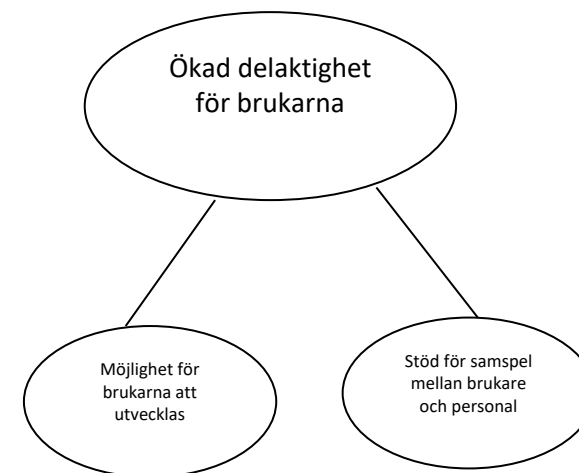 Ökad delaktighet
för brukarna
Möjlighet för
brukarna att
utvecklas
Stöd för samspel
mellan brukare
och personal